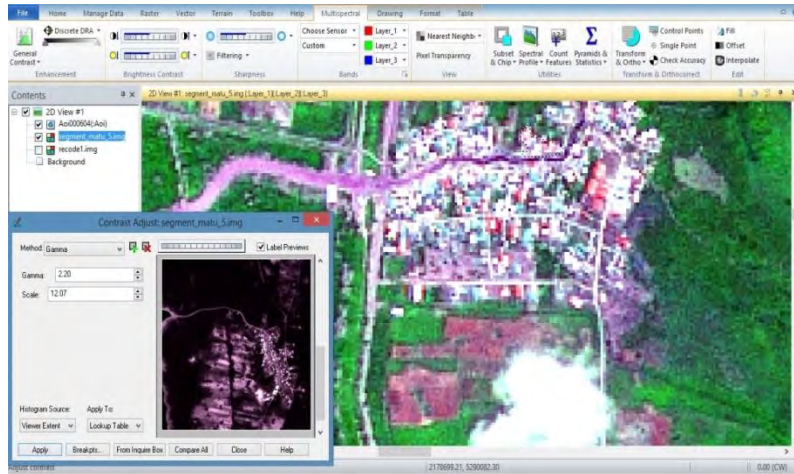 File Home Manage Data Raster Vector Terrain Toolbox Help Multispectral Drawing Format Table
General Contrast
Discrete DRA
Filtering
Choose Sensor
Custom
Layer_1
Layer_2
Layer_3
Nearest Neighb
Pixel Transparency
Subset & Chip
Spectral Profile
Count Features
Pyramids & Statistics
Transform & Ortho
Control Points
Single Point
Check Accuracy
Fill
Offset
Interpolate
Enhancement Brightness Contrast Sharpness Bands View Utilities Transform & Orthocorrect Edit
Contents
2D View #1: segment_matu_5.img (:Layer_1)(:Layer_2)(:Layer_3)
2D View #1
Aoi000604(:Aoi)
segment_matu_5.img
recode1.img
Background
Contrast Adjust: segment_matu_5.img
Method: Gamma
Label Previews
Gamma: 2.20
Scale: 12.07
Histogram Source: Apply To:
Viewer Extent Lookup Table
Apply Breakpts... From Inquire Box Compare All Close Help
Adjust contrast
0.00 (CW)